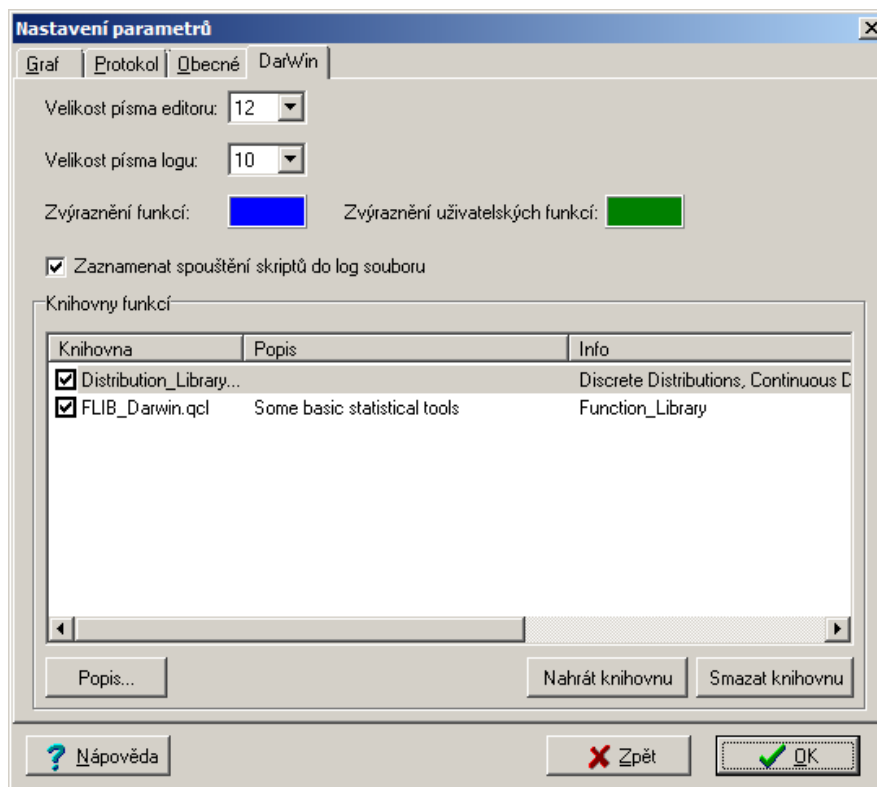 Nastavení parametrů
Graf Protokol Obecné DarWin
Velikost písma editoru: 12
Velikost písma logu: 10
Zvýraznění funkcí: Zvýraznění uživatelských funkcí:
Zaznamenat spouštění skriptů do log souboru
Knihovny funkcí
Knihovna Popis Info
Distribution_Library... Discrete Distributions, Continuous D
FLIB_Darwin.qcl Some basic statistical tools Function_Library
Popis... Nahrát knihovnu Smazat knihovnu
? Nápověda Zpět OK